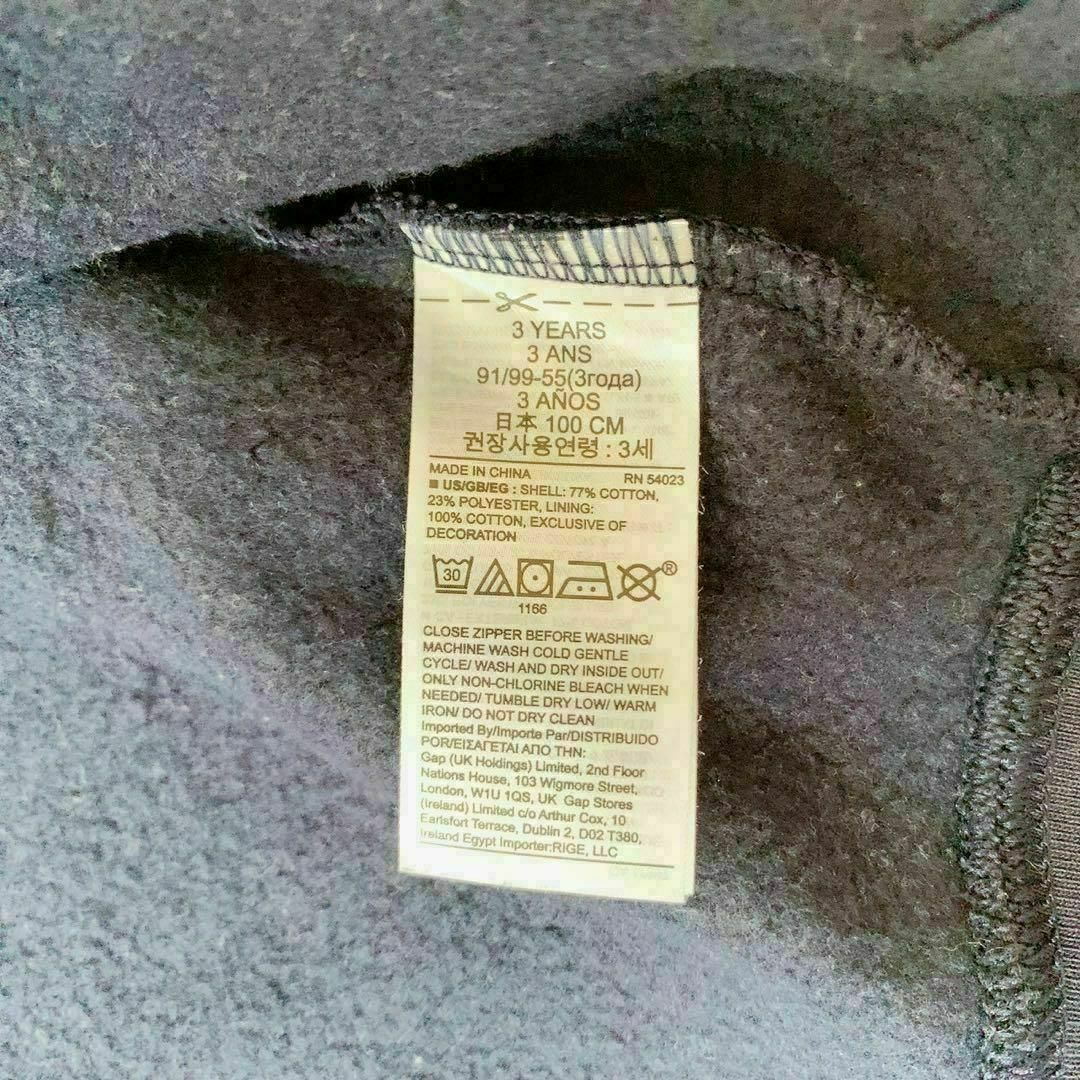 3 YEARS
3 ANS
91/99-55(3года)
3 AÑOS
日本 100 CM
권장사용연령 : 3세
MADE IN CHINA RN 54023
■ US/GB/EG : SHELL: 77% COTTON,
23% POLYESTER, LINING:
100% COTTON, EXCLUSIVE OF
DECORATION
30 ®
1166
CLOSE ZIPPER BEFORE WASHING/
MACHINE WASH COLD GENTLE
CYCLE/ WASH AND DRY INSIDE OUT/
ONLY NON-CHLORINE BLEACH WHEN
NEEDED/ TUMBLE DRY LOW/ WARM
IRON/ DO NOT DRY CLEAN
Imported By/Importe Par/DISTRIBUIDO
POR/ΕΙΣΑΓΕΤΑΙ ΑΠΟ ΤΗΝ:
Gap (UK Holdings) Limited, 2nd Floor
Nations House, 103 Wigmore Street,
London, W1U 1QS, UK Gap Stores
(Ireland) Limited c/o Arthur Cox, 10
Earlsfort Terrace, Dublin 2, D02 T380,
Ireland Egypt Importer:RIGE, LLC